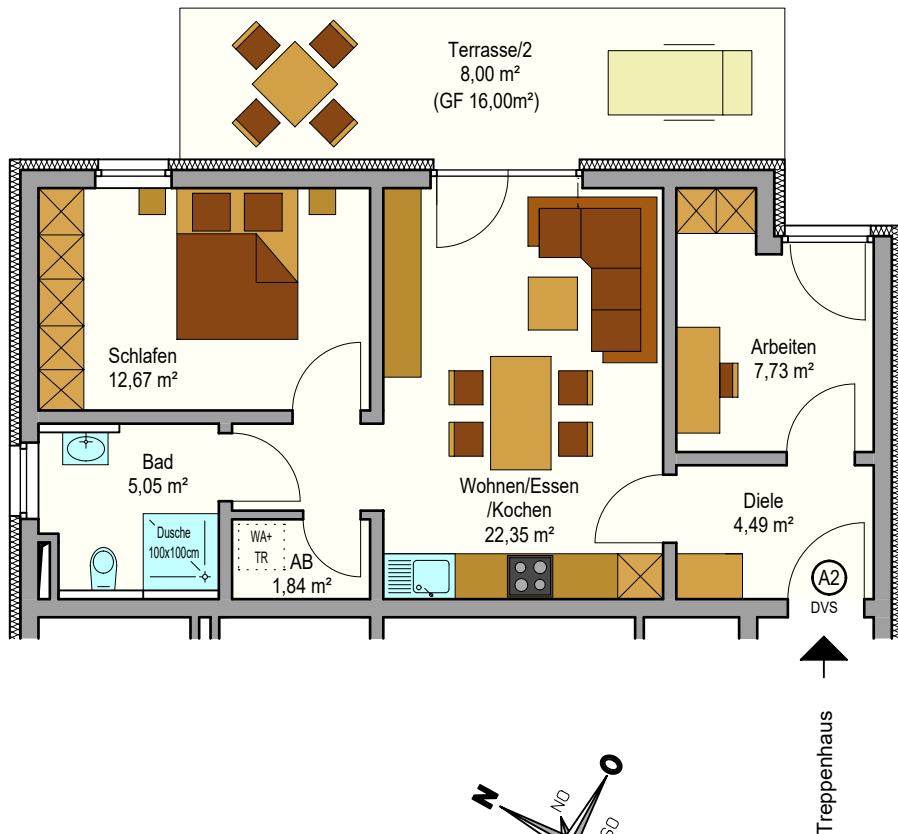 Terrasse/2
8,00 m²
(GF 16,00m²)
Schlafen
12,67 m²
Arbeiten
7,73 m²
Bad
5,05 m²
Wohnen/Essen
/Kochen
22,35 m²
Diele
4,49 m²
Dusche
100x100cm
WA+
TR
AB
1,84 m²
A2
DVS
Treppenhaus
N
NO
O
SO